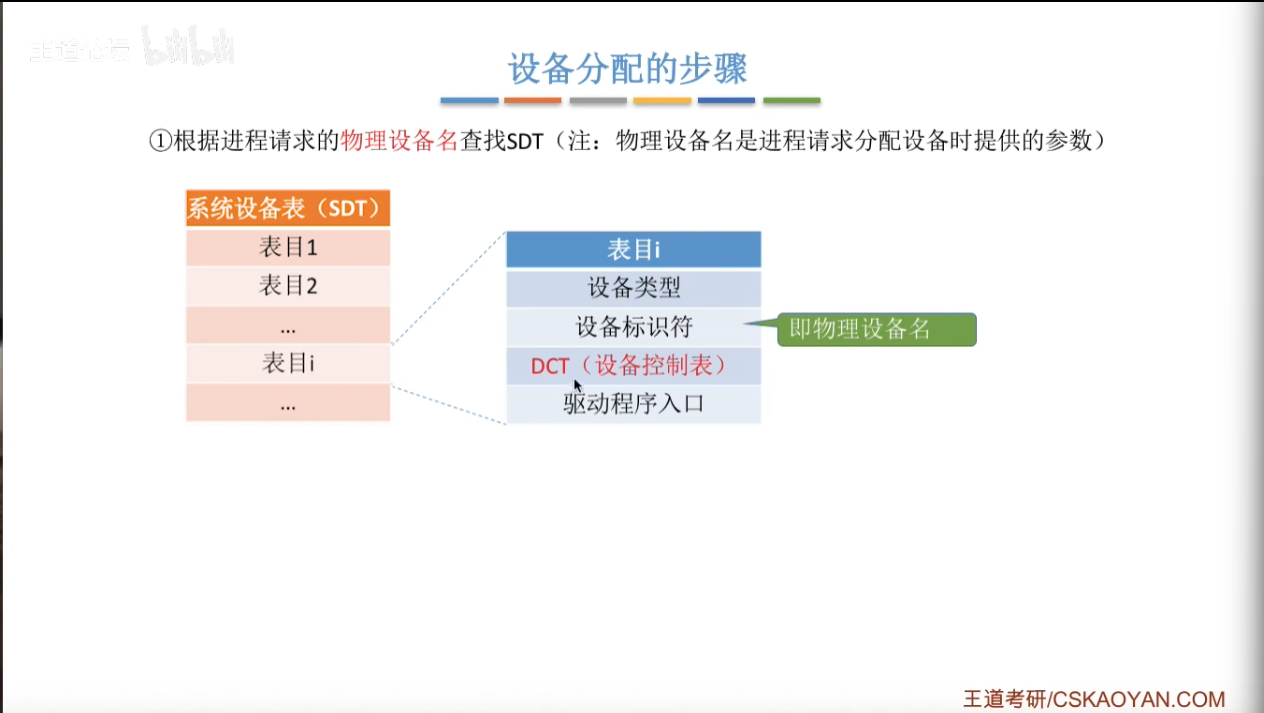 王道论坛 bilibili
设备分配的步骤
①根据进程请求的物理设备名查找SDT（注：物理设备名是进程请求分配设备时提供的参数）
系统设备表（SDT）
表目1
表目2
...
表目i
...
表目i
设备类型
设备标识符
DCT（设备控制表）
驱动程序入口
即物理设备名
王道考研/CSKAOYAN.COM